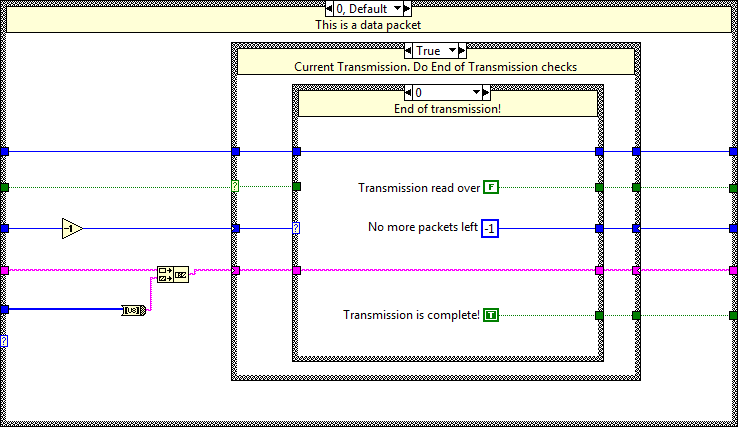 0, Default
This is a data packet
True
Current Transmission. Do End of Transmission checks
0
End of transmission!
Transmission read over F
?
-1
No more packets left -1
?
[U8]
Transmission is complete! T
?